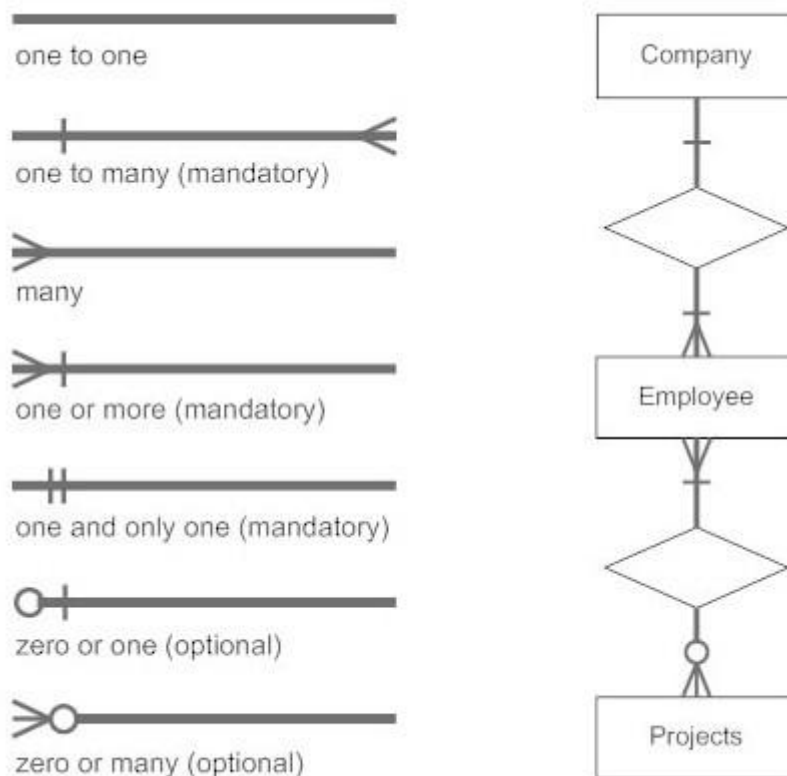 one to one
one to many (mandatory)
many
one or more (mandatory)
one and only one (mandatory)
zero or one (optional)
zero or many (optional)
Company
Employee
Projects